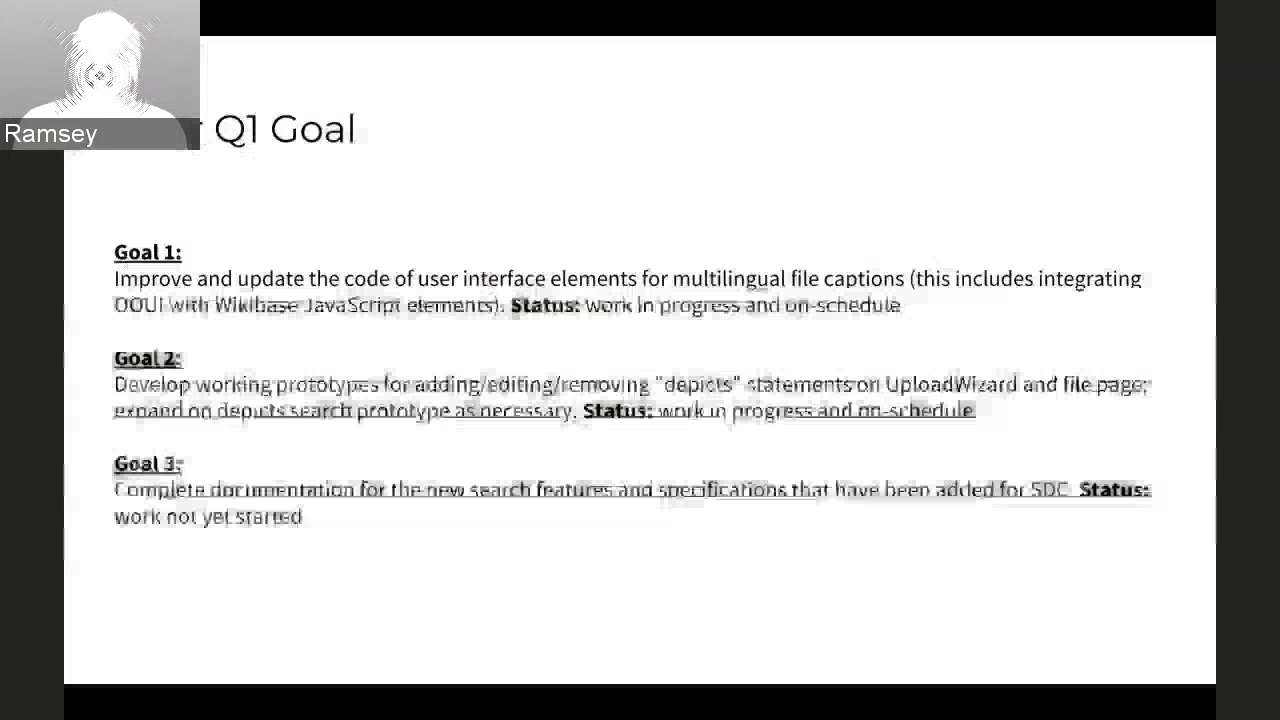 Ramsey
Q1 Goal
Goal 1:
Improve and update the code of user interface elements for multilingual file captions (this includes integrating
OOUI with Wikibase JavaScript elements). Status: work in progress and on-schedule
Goal 2:
Develop working prototypes for adding/editing/removing "depicts" statements on UploadWizard and file page;
expand on depicts search prototype as necessary. Status: work in progress and on-schedule
Goal 3:
Complete documentation for the new search features and specifications that have been added for SDC Status:
work not yet started